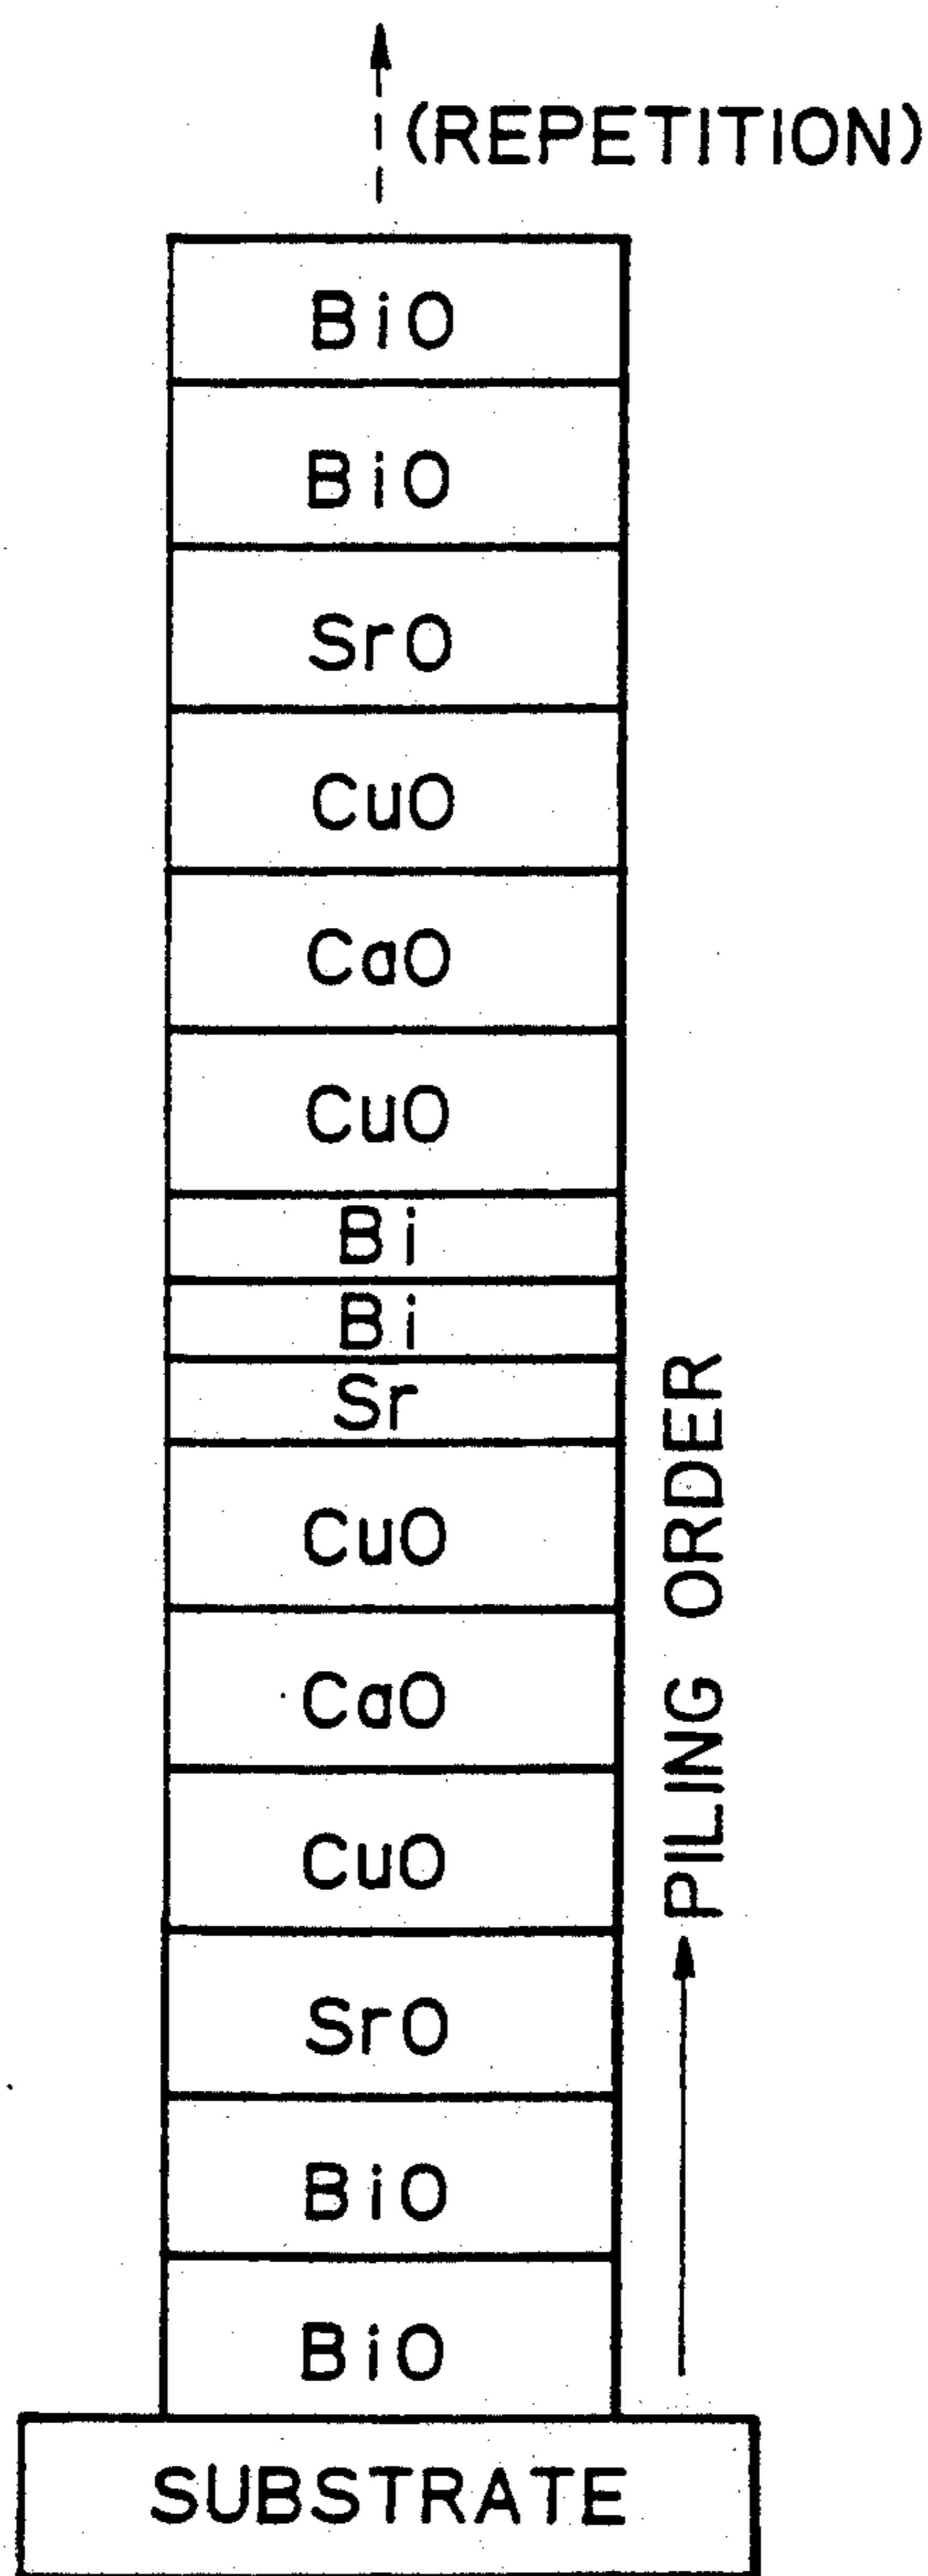 (REPETITION)
BiO
BiO
SrO
CuO
CaO
CuO
Bi
Bi
Sr
CuO
CaO
CuO
SrO
BiO
BiO
PILING ORDER
SUBSTRATE